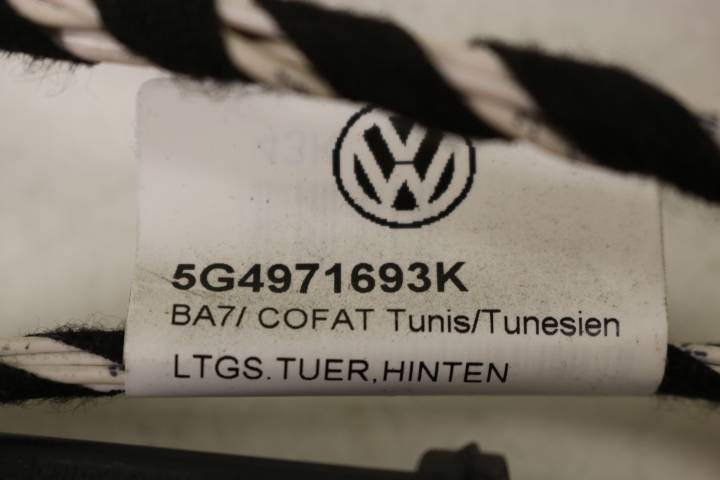 5G4971693K
BA7/ COFAT Tunis/Tunesien
LTGS.TUER,HINTEN